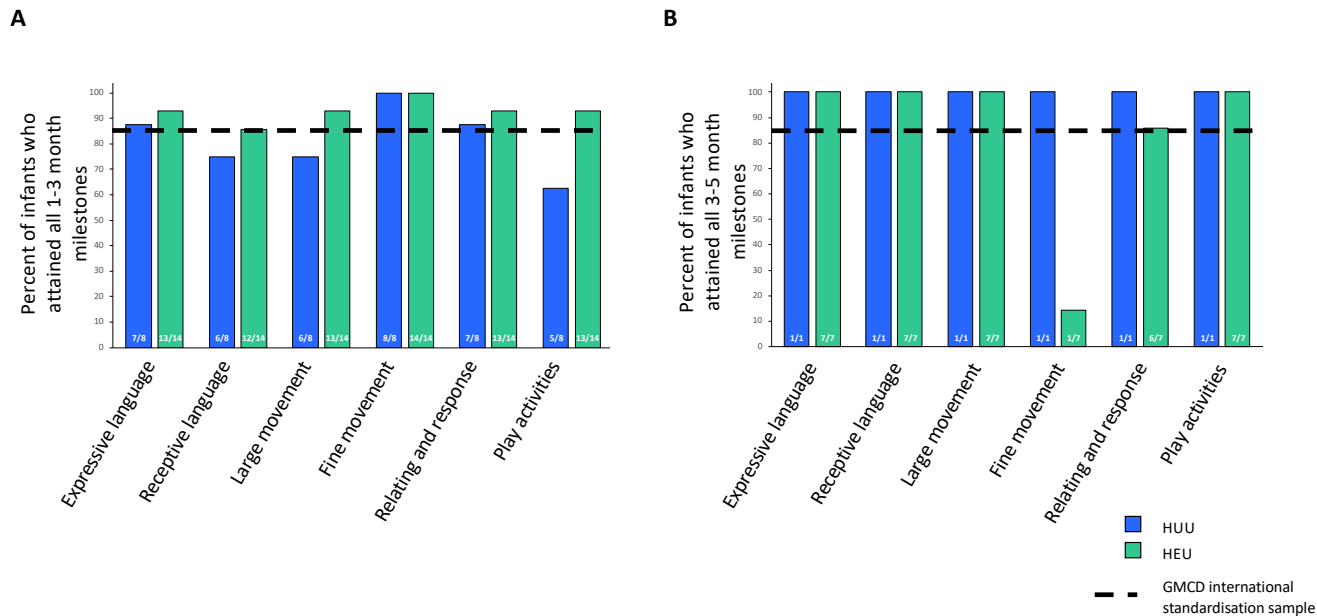 A
Percent of infants who
attained all 1-3 month
milestones
100
90
80
70
60
50
40
30
20
10
0
7/8
13/14
6/8
12/14
6/8
13/14
8/8
14/14
7/8
13/14
5/8
13/14
Expressive language
Receptive language
Large movement
Fine movement
Relating and response
Play activities
B
Percent of infants who
attained all 3-5 month
milestones
100
90
80
70
60
50
40
30
20
10
0
1/1
7/7
1/1
7/7
1/1
7/7
1/1
1/7
1/1
6/7
1/1
7/7
Expressive language
Receptive language
Large movement
Fine movement
Relating and response
Play activities
HUU
HEU
GMCD international
standardisation sample